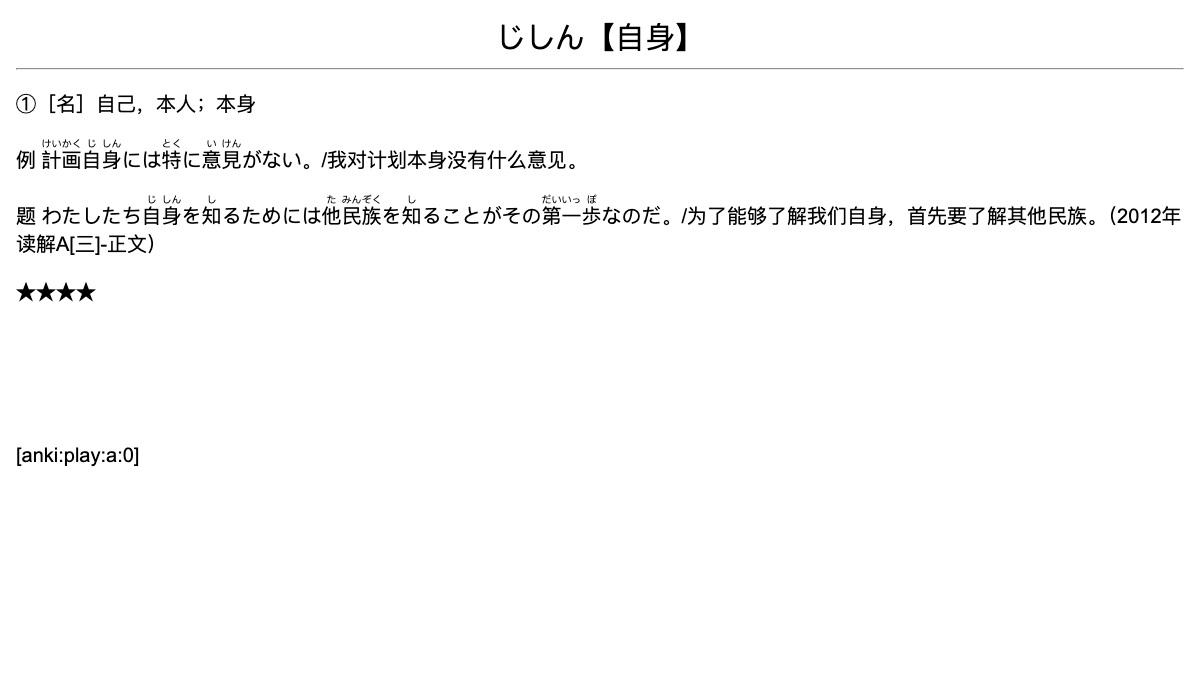 じしん【自身】
①［名］自己，本人；本身
けいかく じ しん とく い けん
例 計画自身には特に意見がない。/我对计划本身没有什么意见。
じ しん し た みんぞく し だいいっ ぽ
题 わたしたち自身を知るためには他民族を知ることがその第一歩なのだ。/为了能够了解我们自身，首先要了解其他民族。（2012年
读解A[三]-正文）
★★★★
[anki:play:a:0]